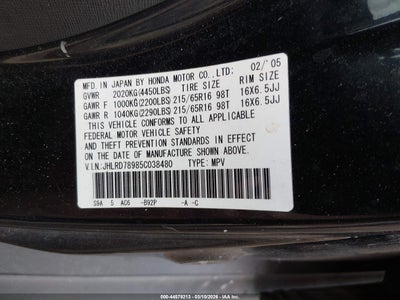 MFD. IN JAPAN BY HONDA MOTOR CO.,LTD: 02/'05
GVWR 2020KG(4450LBS) TIRE SIZE RIM SIZE
GAWR F 1000KG(2200LBS) 215/65R16 98T 16X6.5JJ
GAWR R 1040KG(2290LBS) 215/65R16 98T 16X6.5JJ
THIS VEHICLE CONFORMS TO ALL APPLICABLE
FEDERAL MOTOR VEHICLE SAFETY
AND THEFT PREVENTION STANDARDS IN EFFECT
ON THE DATE OF MANUFACTURE SHOWN ABOVE.
V.I.N.:JHLRD78985C038480 TYPE: MPV
S9A 5 AC6 -B92P -A -C
000-44978213 - 03/10/2026 - IAA Inc.